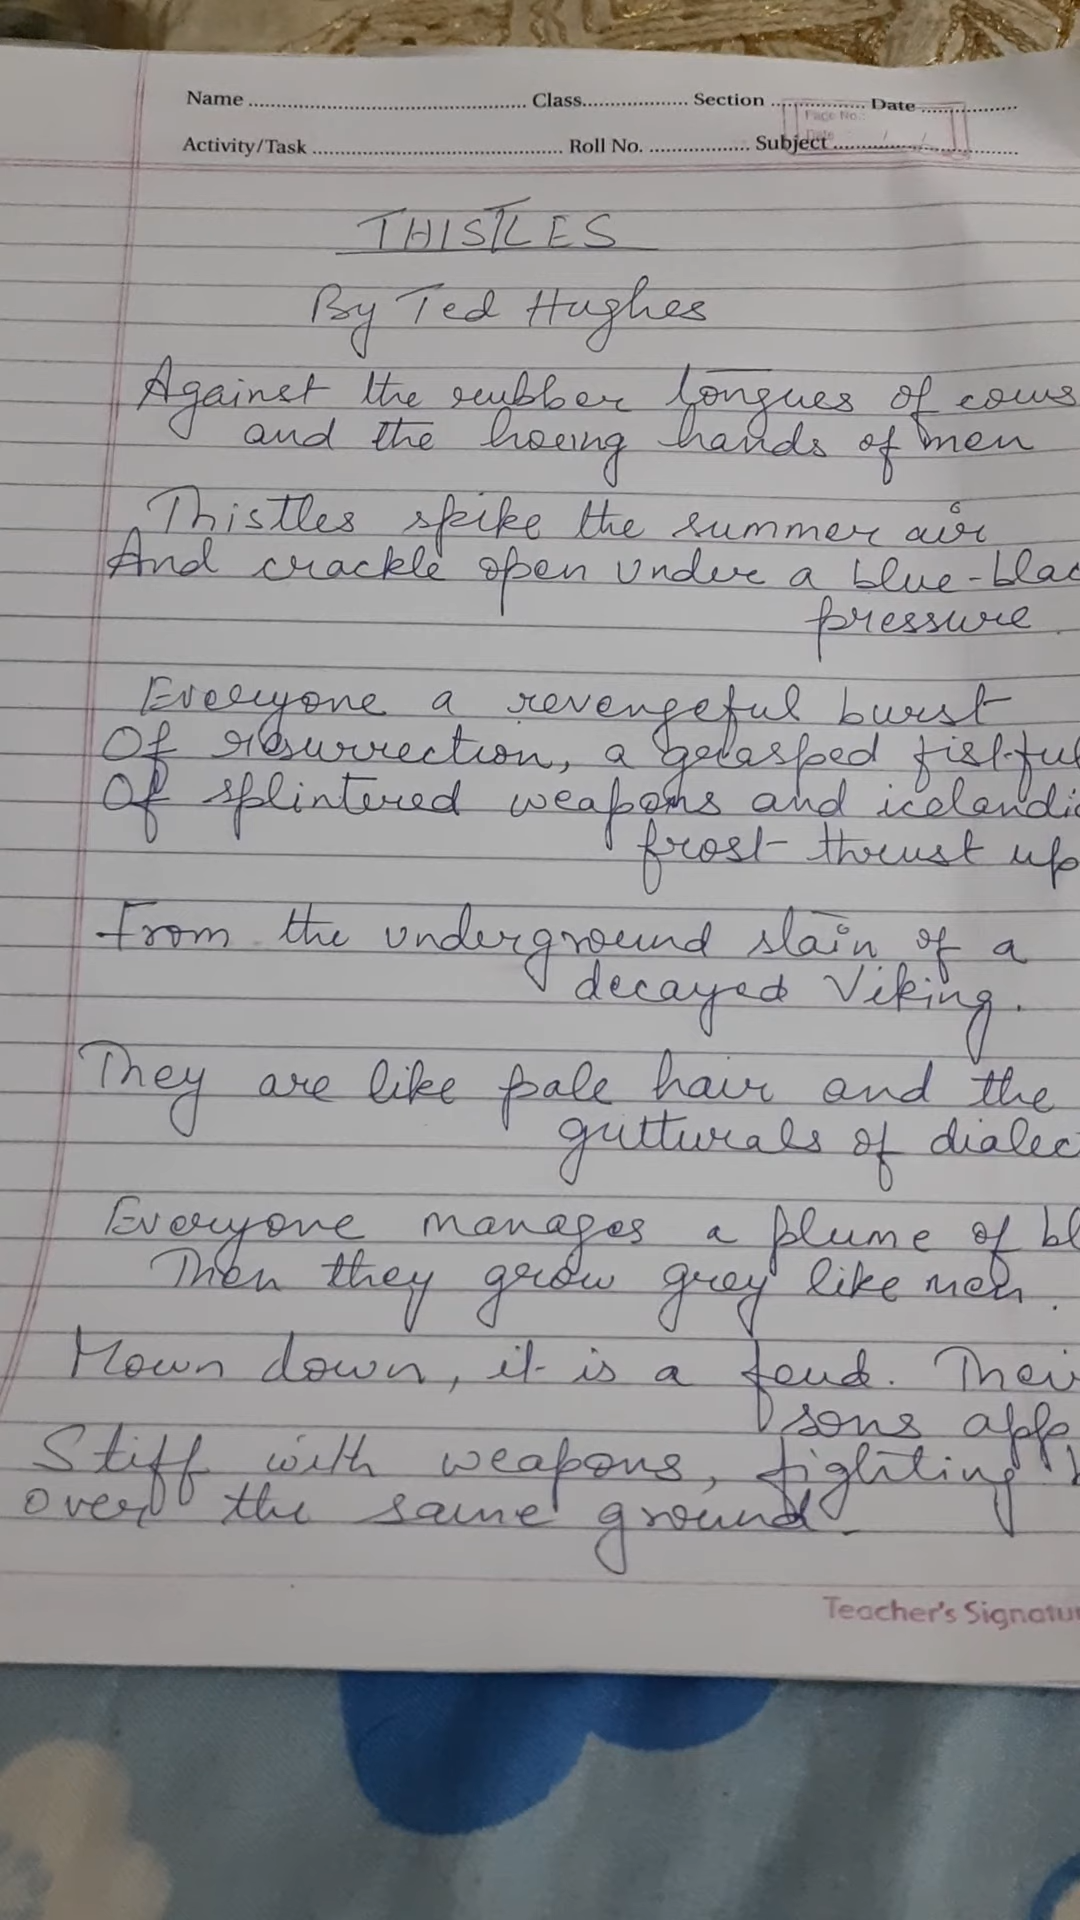 Name ........ Class........ Section ........ Date ........
Page No.:
Date
Activity/Task ........ Roll No. ........ Subject ........
THISTLES
By Ted Hughes
Against the rubber tongues of cows
and the hoeing hands of men
Thistles spike the summer air
And crackle open under a blue-blac
pressure
Everyone a revengeful burst
Of resurrection, a grasped fistful
Of splintered weapons and icelandic
frost thrust up
From the underground stain of a
decayed Viking.
They are like pale hair and the
gutturals of dialec
Everyone manages a plume of bl
Then they grow grey like men.
Mown down, it is a feud. Their
sons app
Stiff with weapons, fighting b
over the same ground.
Teacher's Signatu